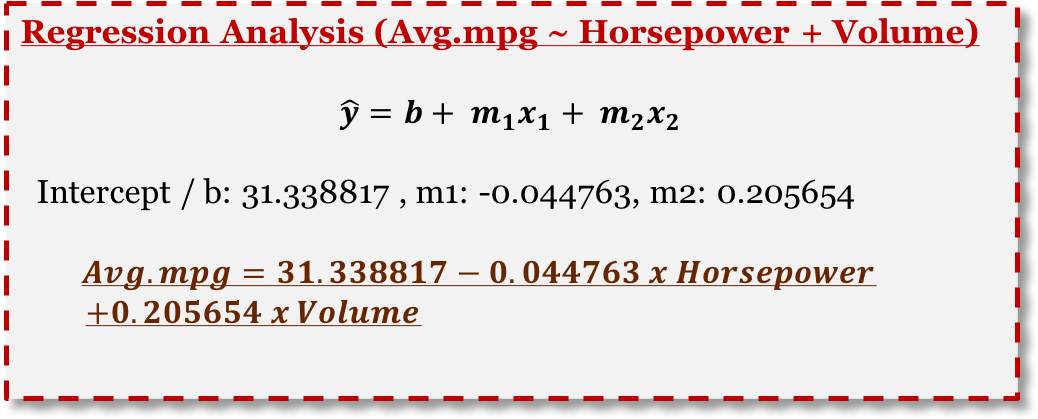 Regression Analysis (Avg.mpg ~ Horsepower + Volume)
ŷ = b + m₁x₁ + m₂x₂
Intercept / b: 31.338817 , m1: -0.044763, m2: 0.205654
Avg.mpg = 31.338817 − 0.044763 x Horsepower
+0.205654 x Volume